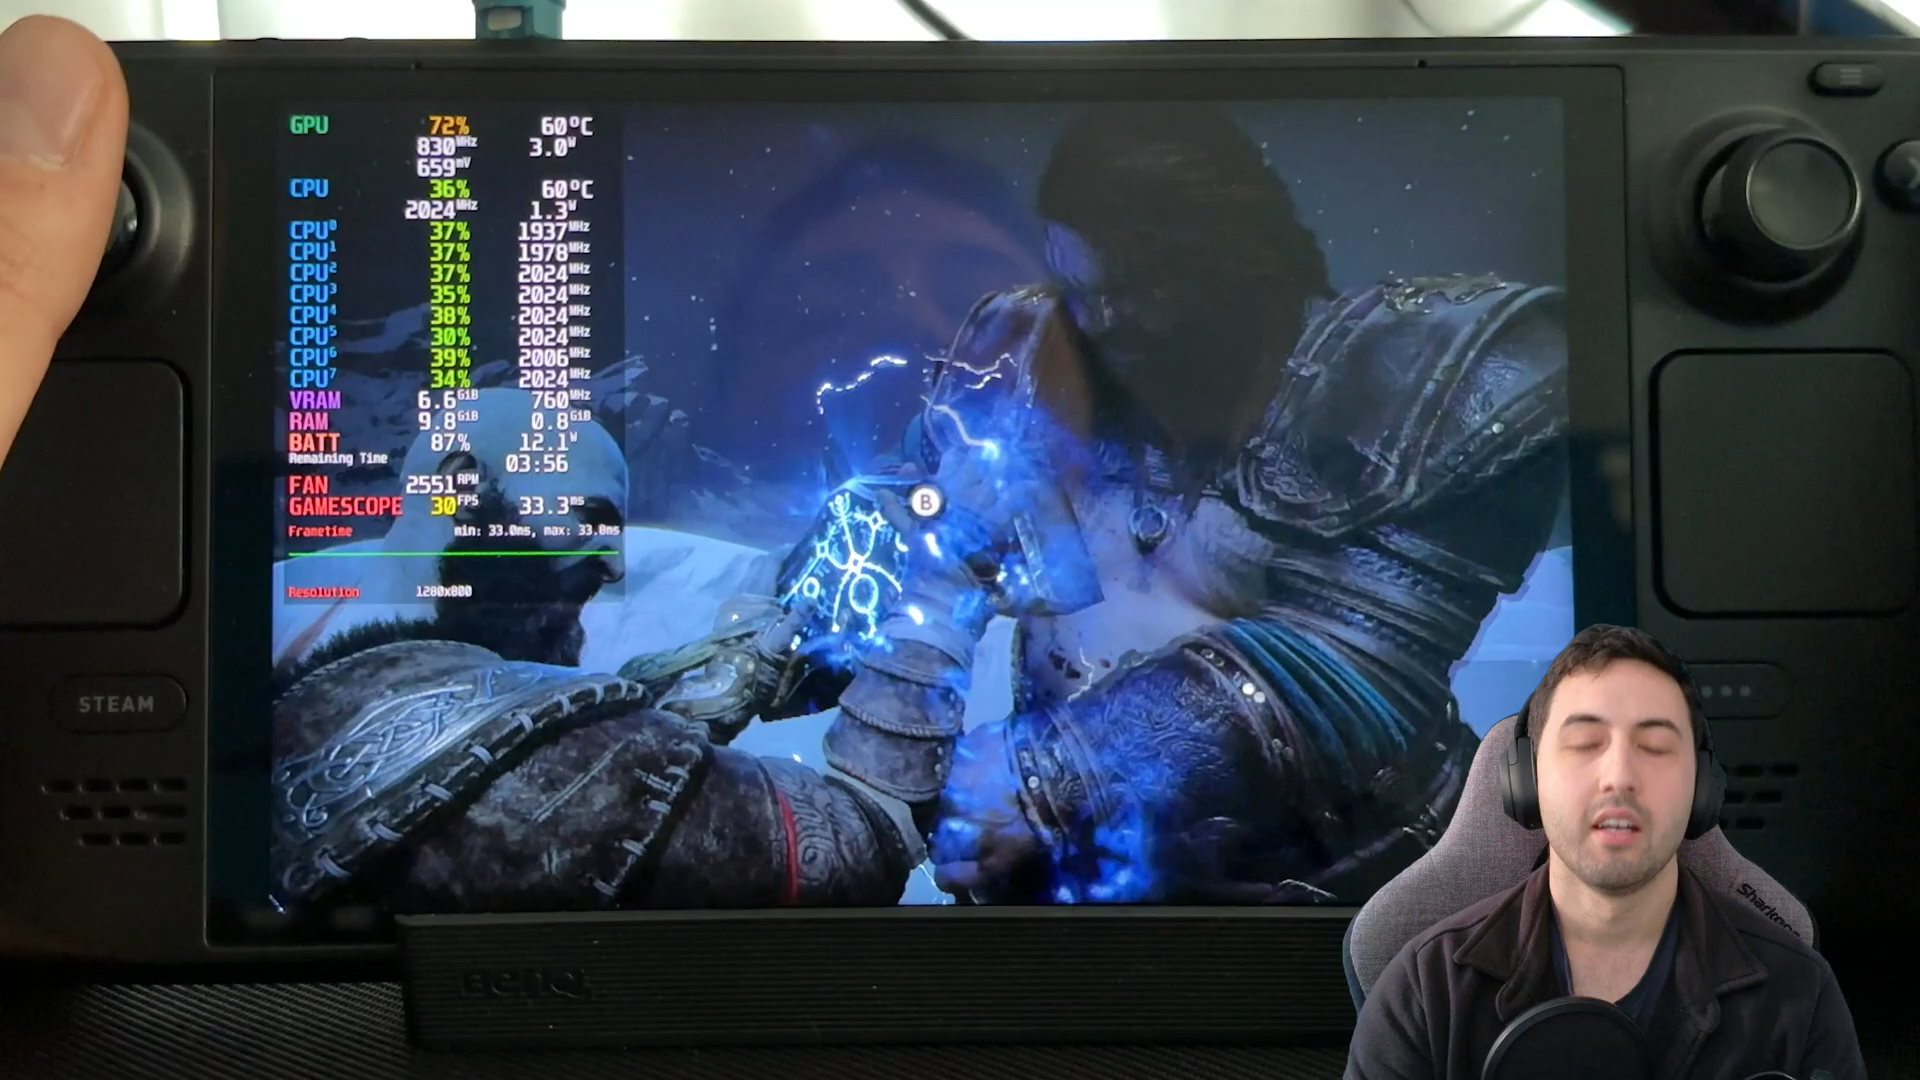 GPU 72% 60°C
830MHz 3.0W
659mV
CPU 36% 60°C
2024MHz 1.3W
CPU0 37% 1937MHz
CPU1 37% 1978MHz
CPU2 37% 2024MHz
CPU3 35% 2024MHz
CPU4 38% 2024MHz
CPU5 30% 2024MHz
CPU6 39% 2006MHz
CPU7 34% 2024MHz
VRAM 6.6GiB 760MHz
RAM 9.8GiB 0.8GiB
BATT 87% 12.1W
Remaining Time 03:56
FAN 2551RPM
GAMESCOPE 30FPS 33.3ms
Frametime min: 33.0ms, max: 33.0ms
Resolution 1280x800
B
STEAM
BenQ
Sharkoon